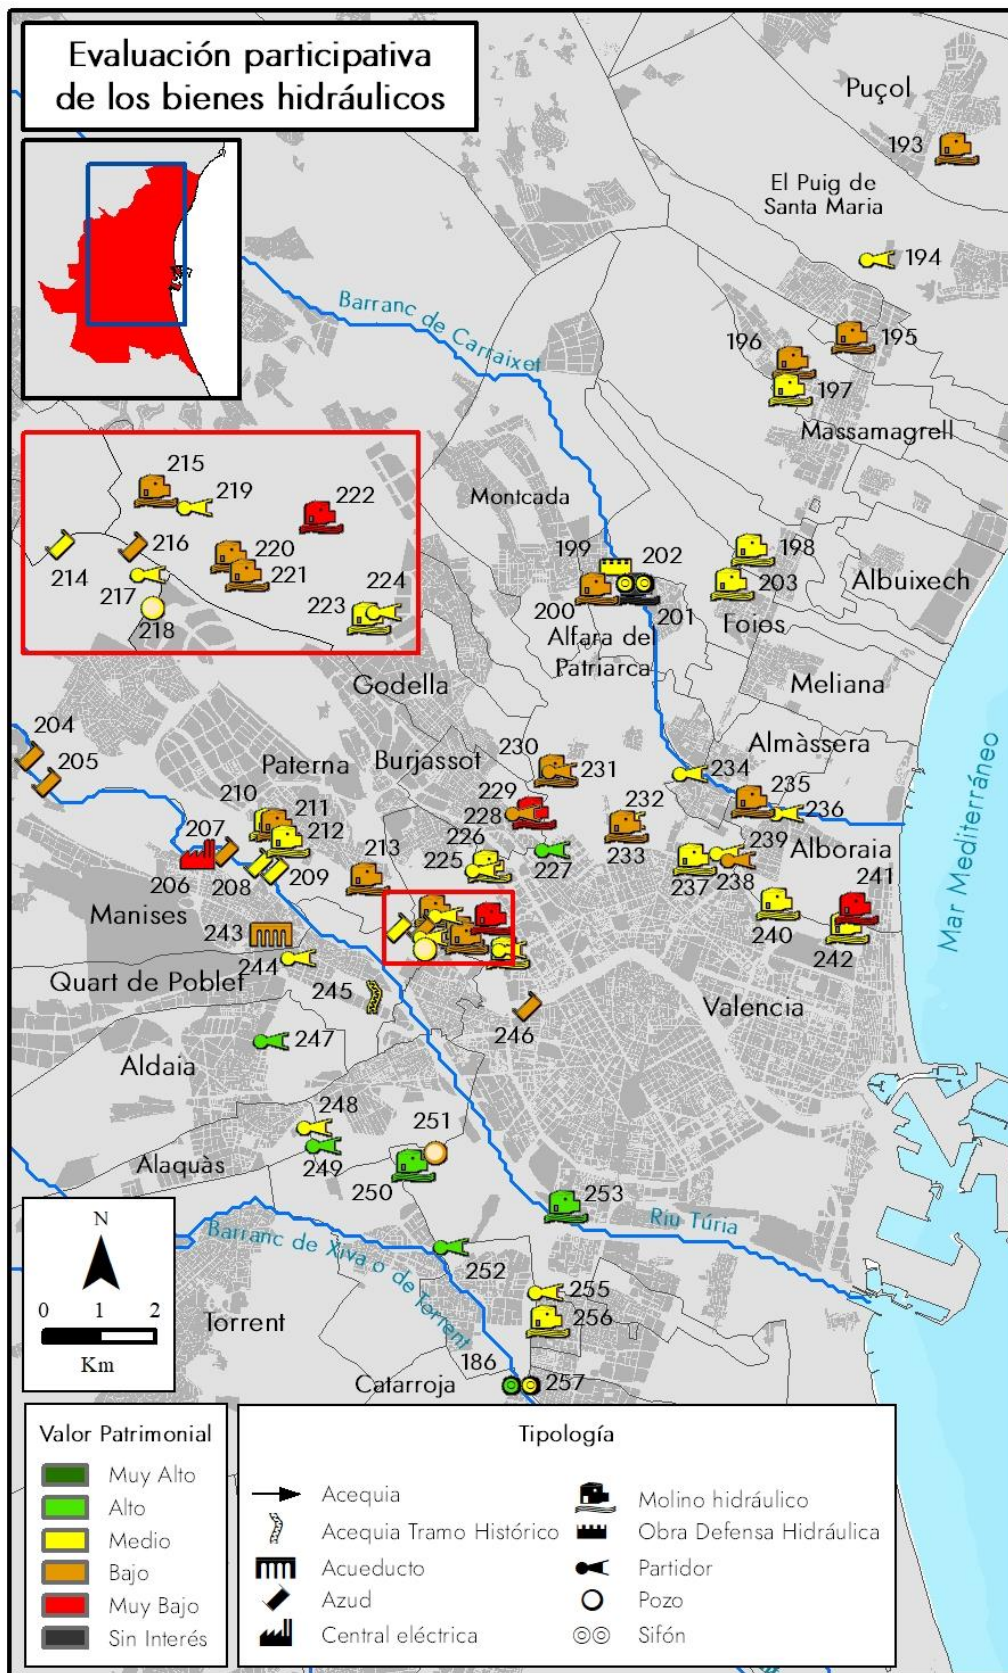 Evaluación participativa
de los bienes hidráulicos
Puçol
193
El Puig de
Santa Maria
194
Barranc de Carraixet
195
196
197
Massamagrell
215
219
222
Montcada
216
220
199
202
198
214
221
224
203
Albuixech
217
223
200
201
218
Foios
Alfara del
Patriarca
Godella
Meliana
204
Almàssera
205
Paterna
Burjassot
230
231
234
210
211
229
232
235
236
207
212
228
226
239
Alboraia
206
208
209
213
225
227
233
237
238
241
Manises
243
240
242
244
Mar Mediterráneo
Quart de Poblet
245
246
Valencia
247
Aldaia
248
251
249
Alaquàs
250
253
Riu Túria
N
Barranc de Xiva o de Torrent
252
0 1 2
Km
255
Torrent
256
186
257
Catarroja
Valor Patrimonial
Muy Alto
Alto
Medio
Bajo
Muy Bajo
Sin Interés
Tipología
Acequia
Acequia Tramo Histórico
Acueducto
Azud
Central eléctrica
Molino hidráulico
Obra Defensa Hidráulica
Partidor
Pozo
Sifón